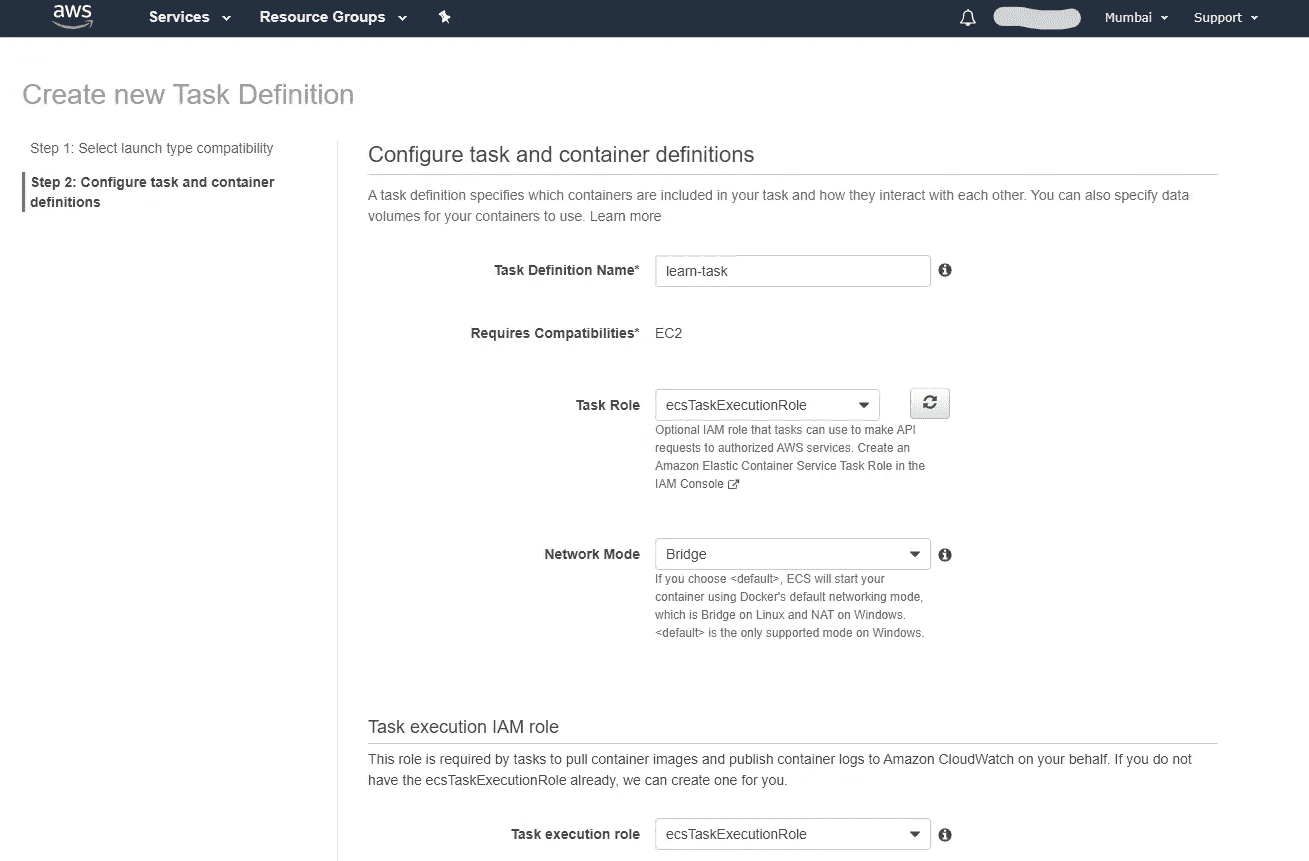 aws Services Resource Groups Mumbai Support
Create new Task Definition
Step 1: Select launch type compatibility
Step 2: Configure task and container
definitions
Configure task and container definitions
A task definition specifies which containers are included in your task and how they interact with each other. You can also specify data
volumes for your containers to use. Learn more
Task Definition Name* learn-task
Requires Compatibilities* EC2
Task Role ecsTaskExecutionRole
Optional IAM role that tasks can use to make API
requests to authorized AWS services. Create an
Amazon Elastic Container Service Task Role in the
IAM Console
Network Mode Bridge
If you choose <default>, ECS will start your
container using Docker's default networking mode,
which is Bridge on Linux and NAT on Windows.
<default> is the only supported mode on Windows.
Task execution IAM role
This role is required by tasks to pull container images and publish container logs to Amazon CloudWatch on your behalf. If you do not
have the ecsTaskExecutionRole already, we can create one for you.
Task execution role ecsTaskExecutionRole